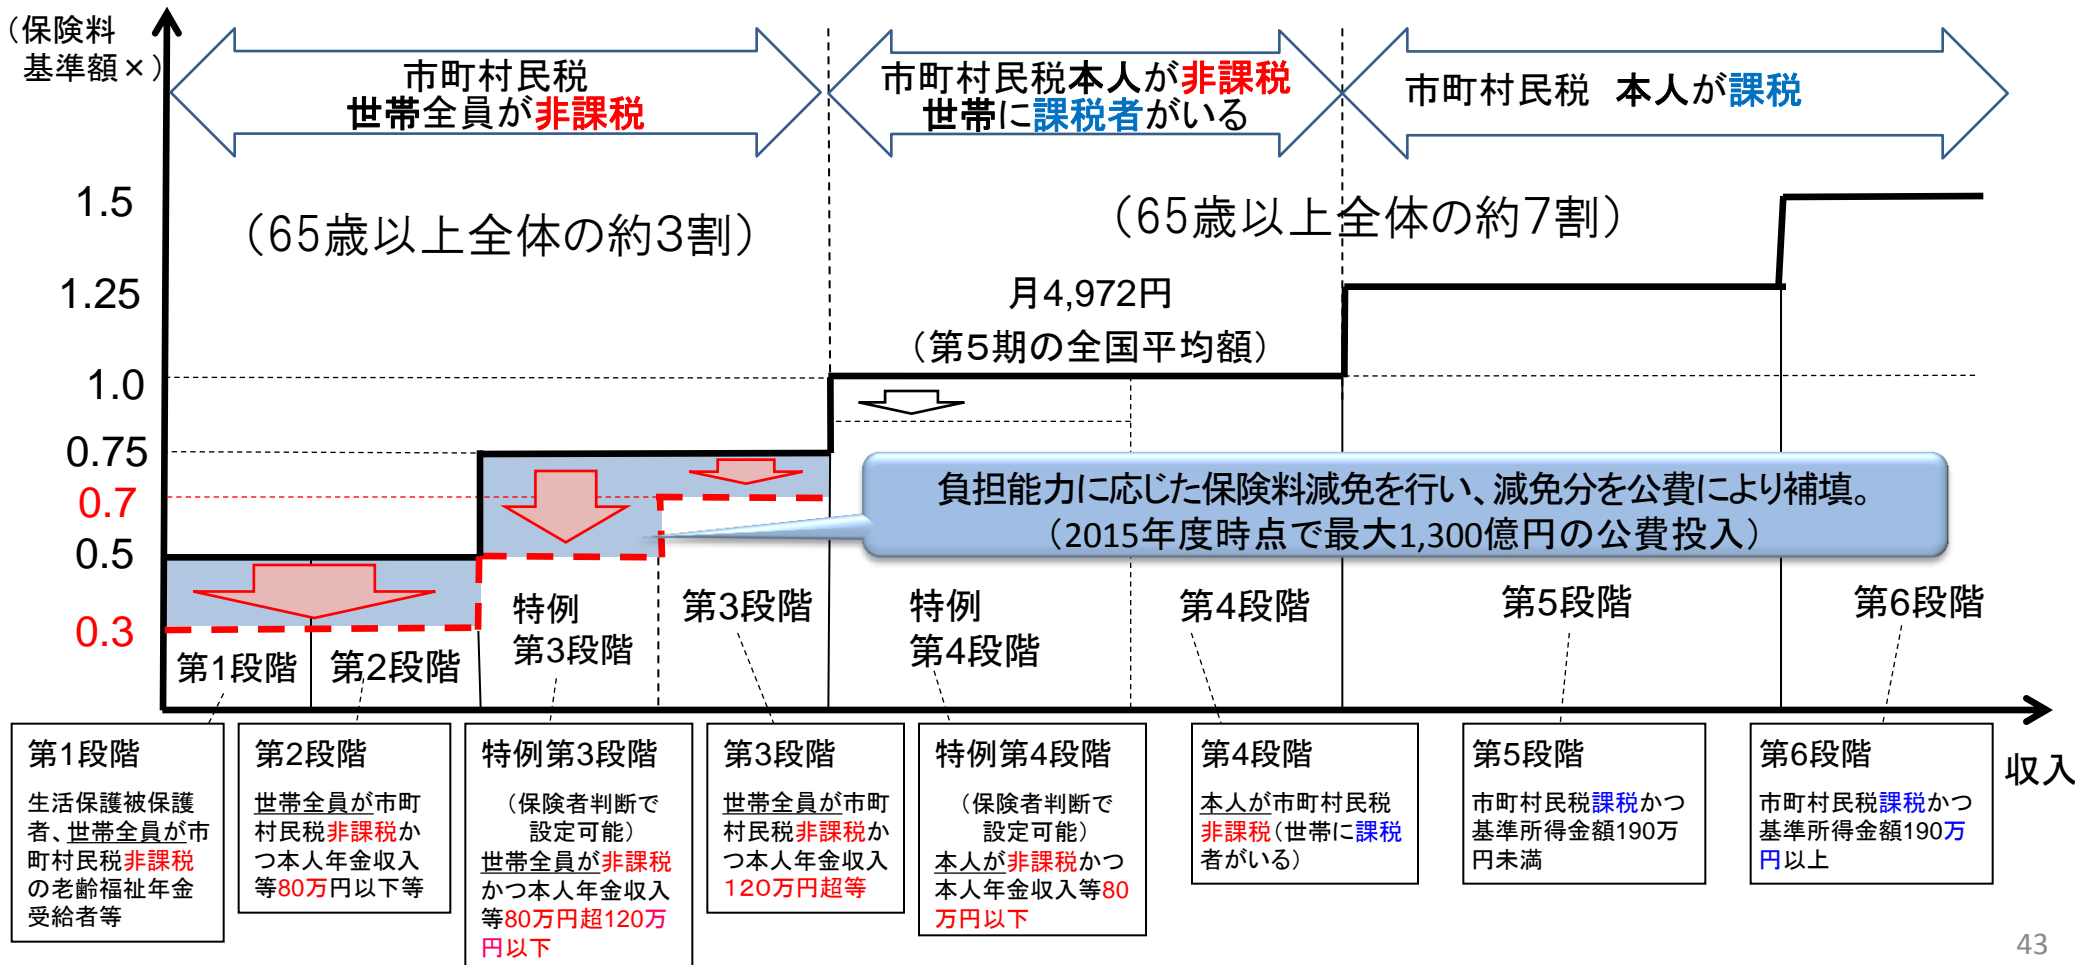 （保険料
基準額×）
市町村民税
世帯全員が非課税
市町村民税本人が非課税
世帯に課税者がいる
市町村民税　本人が課税
1.5
1.25
1.0
0.75
0.7
0.5
0.3
（65歳以上全体の約3割）
（65歳以上全体の約7割）
月4,972円
（第5期の全国平均額）
負担能力に応じた保険料減免を行い、減免分を公費により補填。
（2015年度時点で最大1,300億円の公費投入）
第1段階
第2段階
特例
第3段階
第3段階
特例
第4段階
第4段階
第5段階
第6段階
収入
第1段階
生活保護被保護
者、世帯全員が市
町村民税非課税
の老齢福祉年金
受給者等
第2段階
世帯全員が市町
村民税非課税か
つ本人年金収入
等80万円以下等
特例第3段階
（保険者判断で
設定可能）
世帯全員が非課税
かつ本人年金収入
等80万円超120万
円以下
第3段階
世帯全員が市町
村民税非課税か
つ本人年金収入
１２０万円超等
特例第4段階
（保険者判断で
設定可能）
本人が非課税かつ
本人年金収入等80
万円以下
第4段階
本人が市町村民税
非課税（世帯に課税
者がいる）
第5段階
市町村民税課税かつ
基準所得金額190万
円未満
第6段階
市町村民税課税かつ
基準所得金額190万
円以上
43